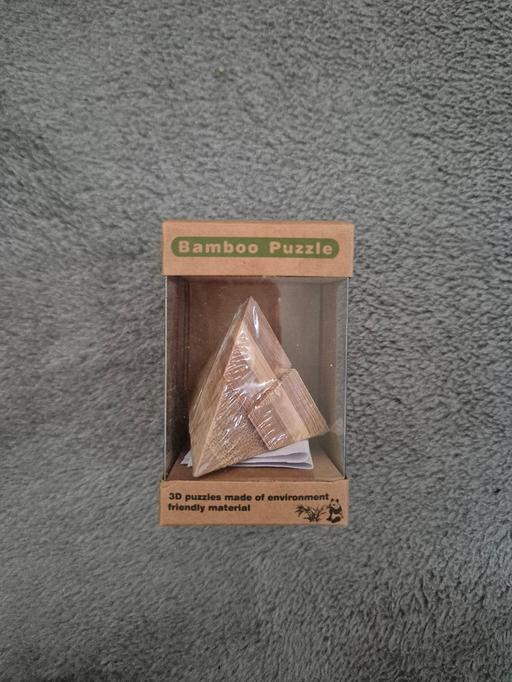 Bamboo Puzzle
3D puzzles made of environment
friendly material